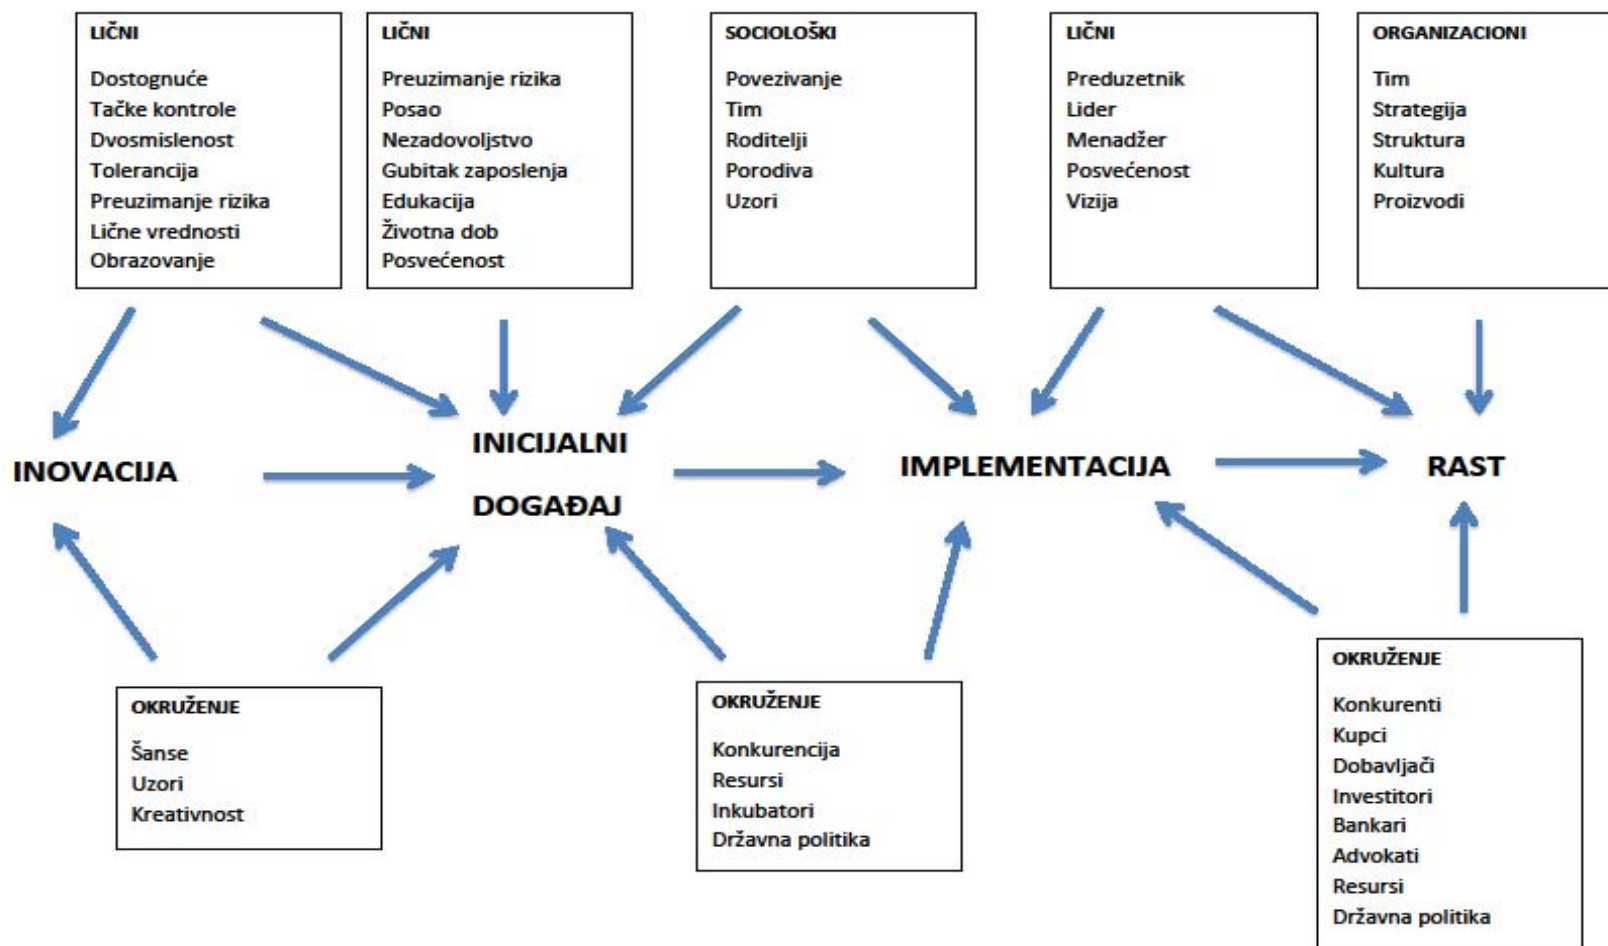 LIČNI
Dostognuće
Tačke kontrole
Dvosmislenost
Tolerancija
Preuzimanje rizika
Lične vrednosti
Obrazovanje
LIČNI
Preuzimanje rizika
Posao
Nezadovoljstvo
Gubitak zaposlenja
Edukacija
Životna dob
Posvećenost
SOCIOLOŠKI
Povezivanje
Tim
Roditelji
Porodiva
Uzori
LIČNI
Preduzetnik
Lider
Menadžer
Posvećenost
Vizija
ORGANIZACIONI
Tim
Strategija
Struktura
Kultura
Proizvodi
INOVACIJA
INICIJALNI
DOGAĐAJ
IMPLEMENTACIJA
RAST
OKRUŽENJE
Šanse
Uzori
Kreativnost
OKRUŽENJE
Konkurencija
Resursi
Inkubatori
Državna politika
OKRUŽENJE
Konkurenti
Kupci
Dobavljači
Investitori
Bankari
Advokati
Resursi
Državna politika